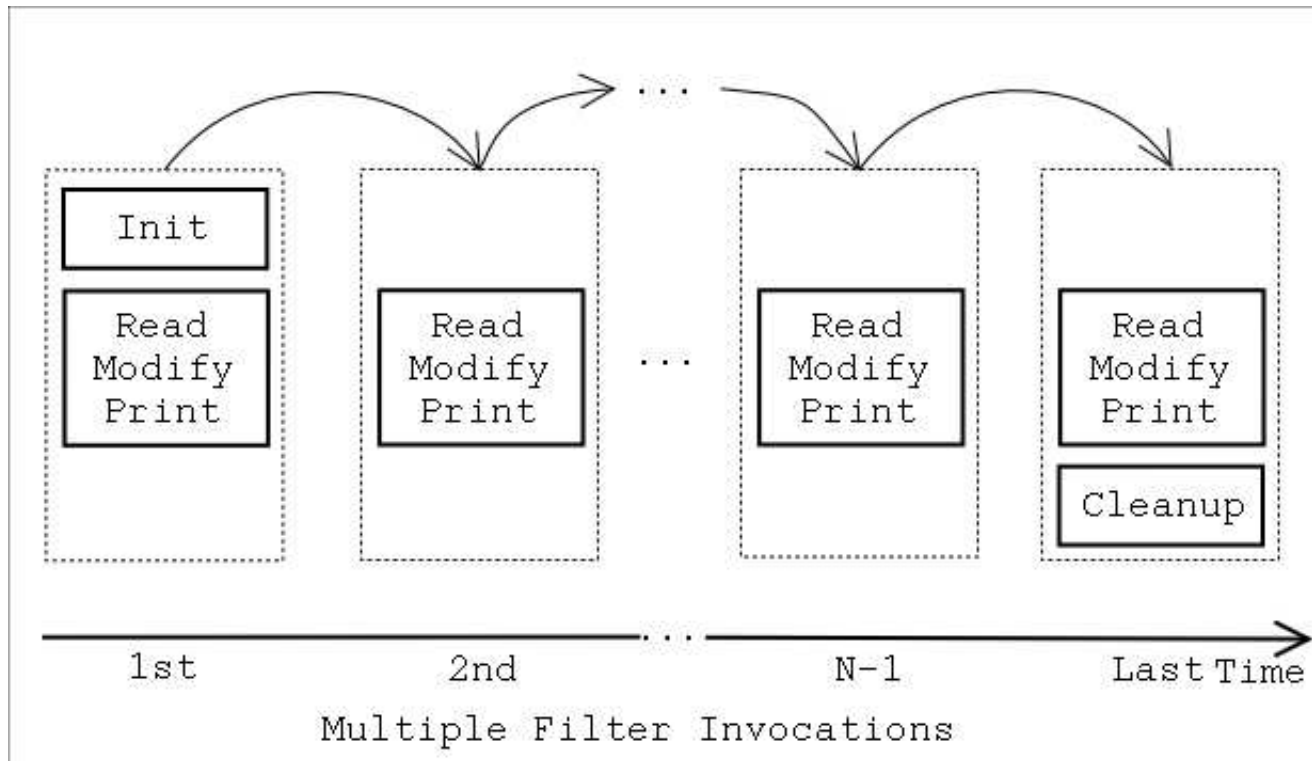 . . .
Init
Read
Modify
Print
Read
Modify
Print
. . .
Read
Modify
Print
Read
Modify
Print
Cleanup
. . .
1st 2nd N-1 Last Time
Multiple Filter Invocations